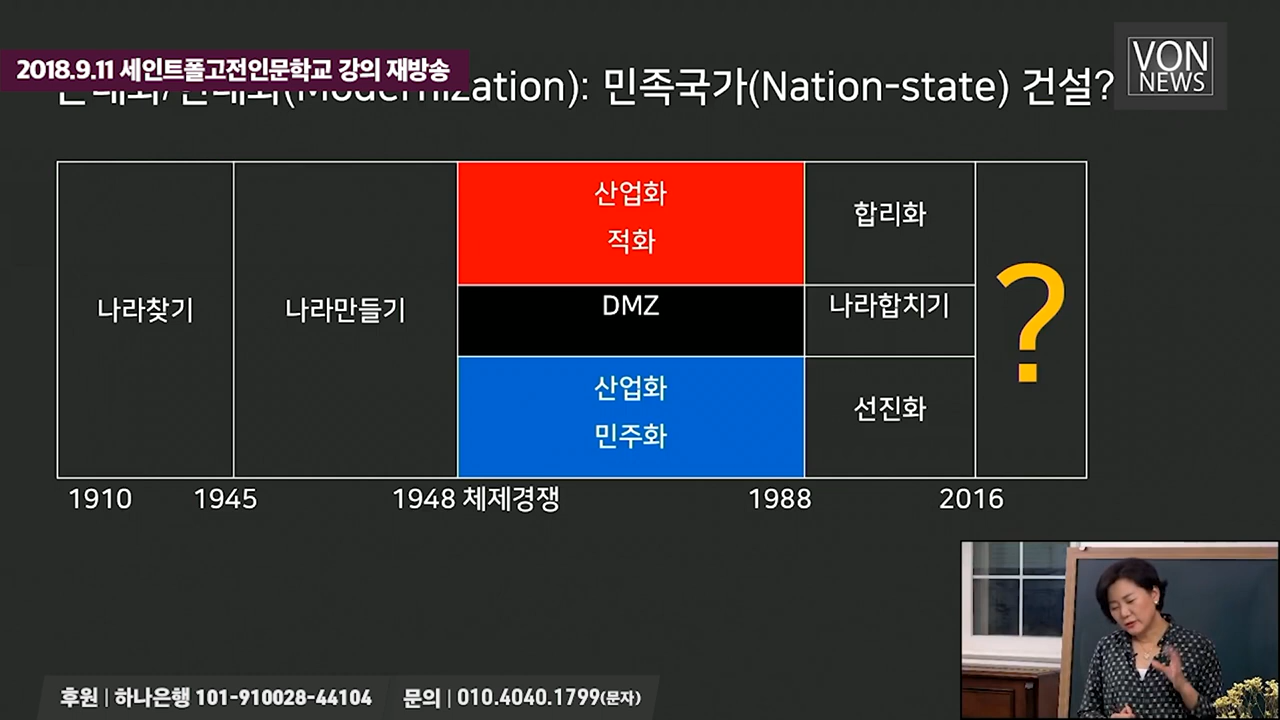 2018.9.11 세인트폴고전인문학교 강의 재방송
VON
NEWS
민족국가(Nation-state) 건설?
산업화
적화
합리화
나라찾기
나라만들기
DMZ
나라합치기
?
산업화
민주화
선진화
1910
1945
1948 체제경쟁
1988
2016
후원 | 하나은행 101-910028-44104
문의 | 010.4040.1799(문자)